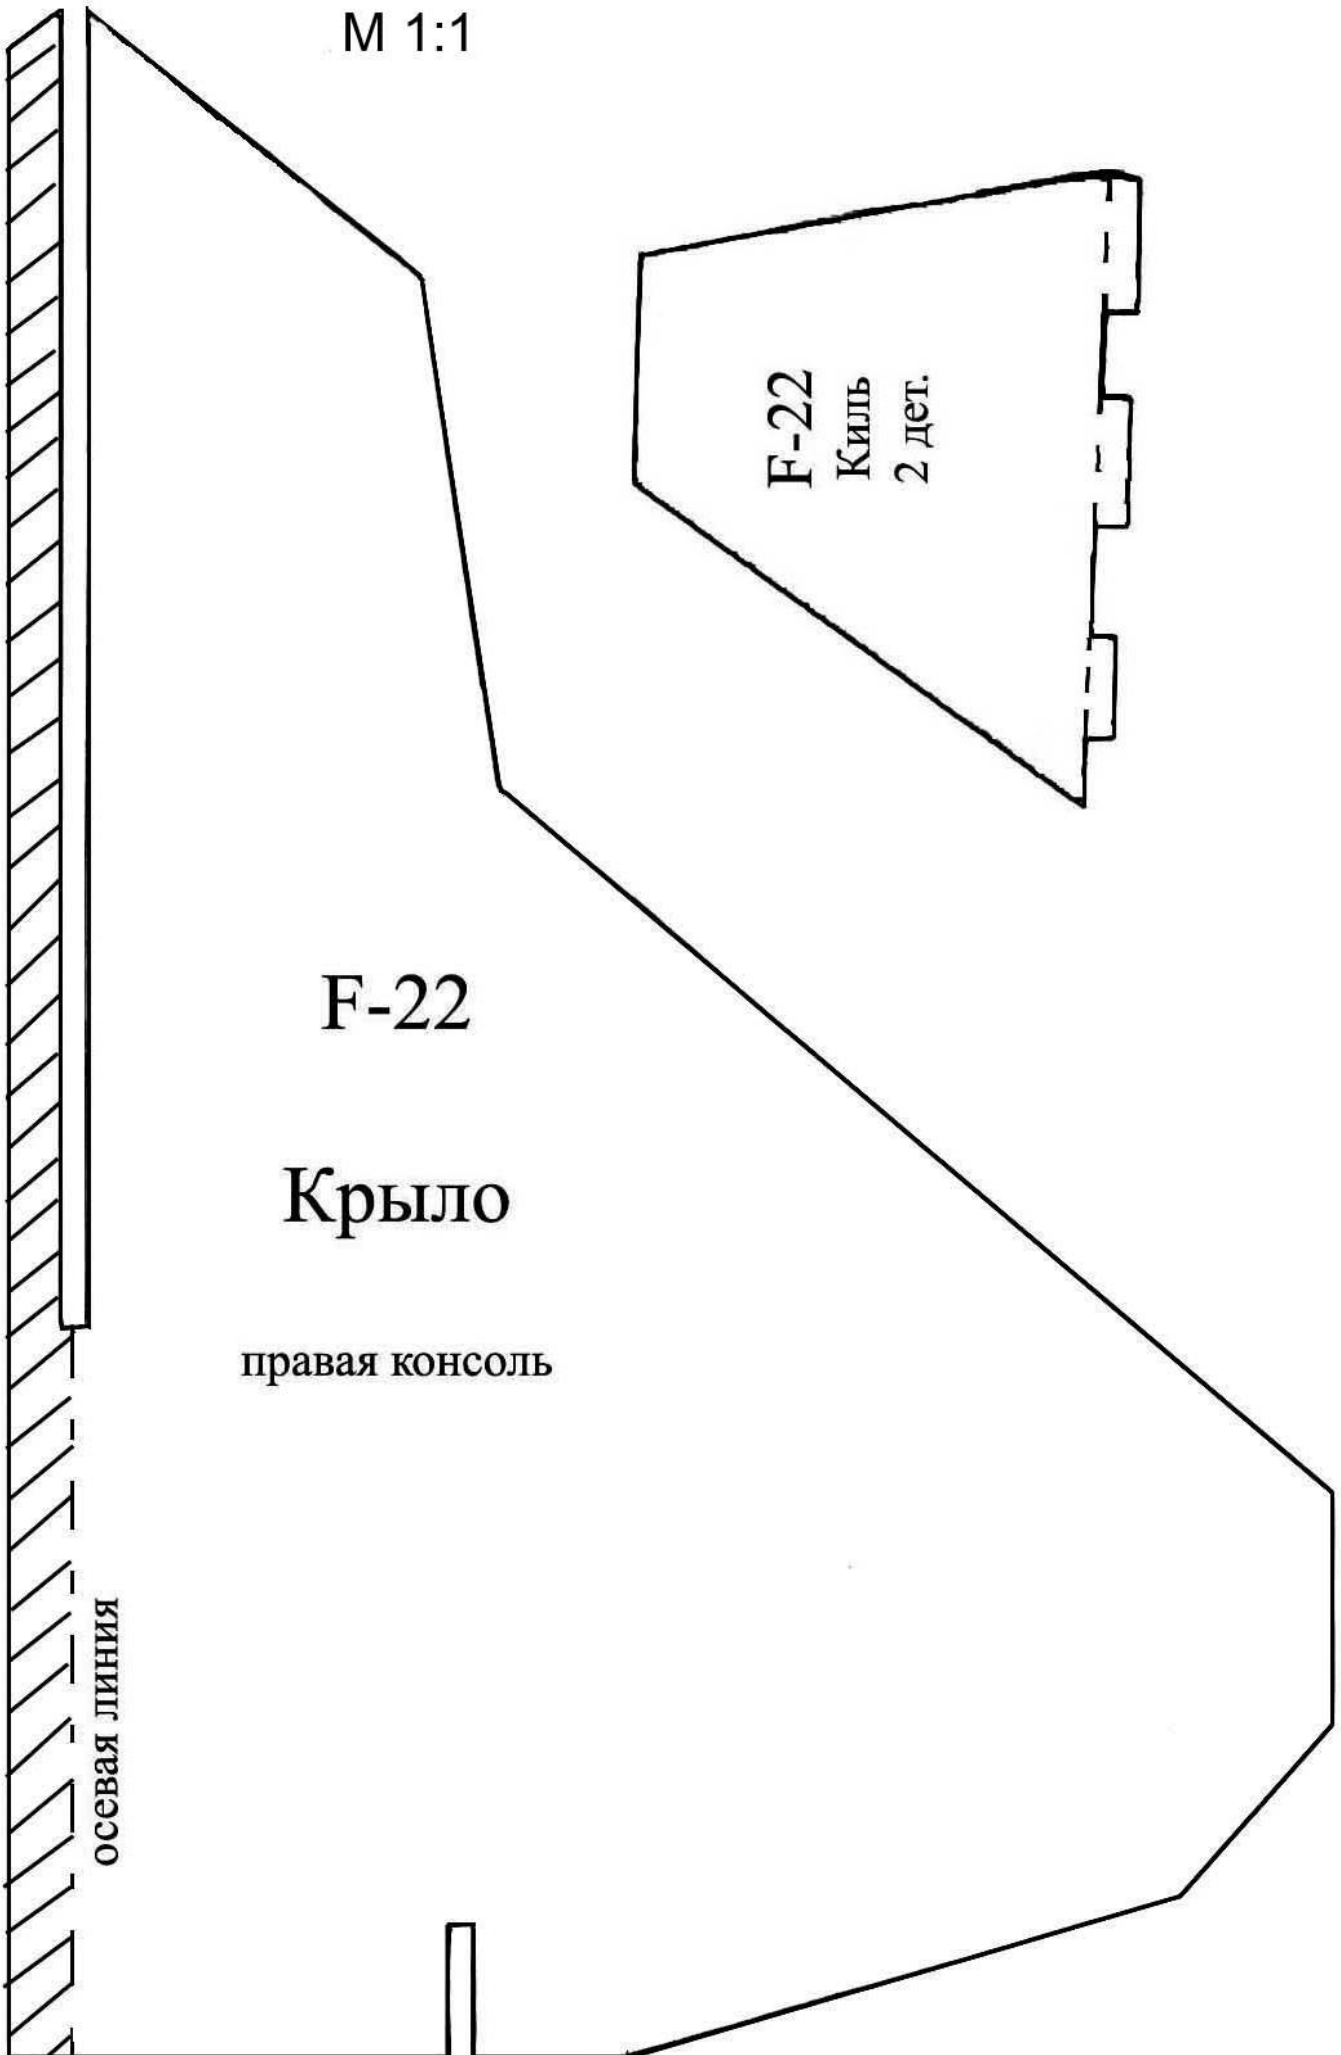 М 1:1
F-22
Киль
2 дет.
F-22
Крыло
правая консоль
осевая линия